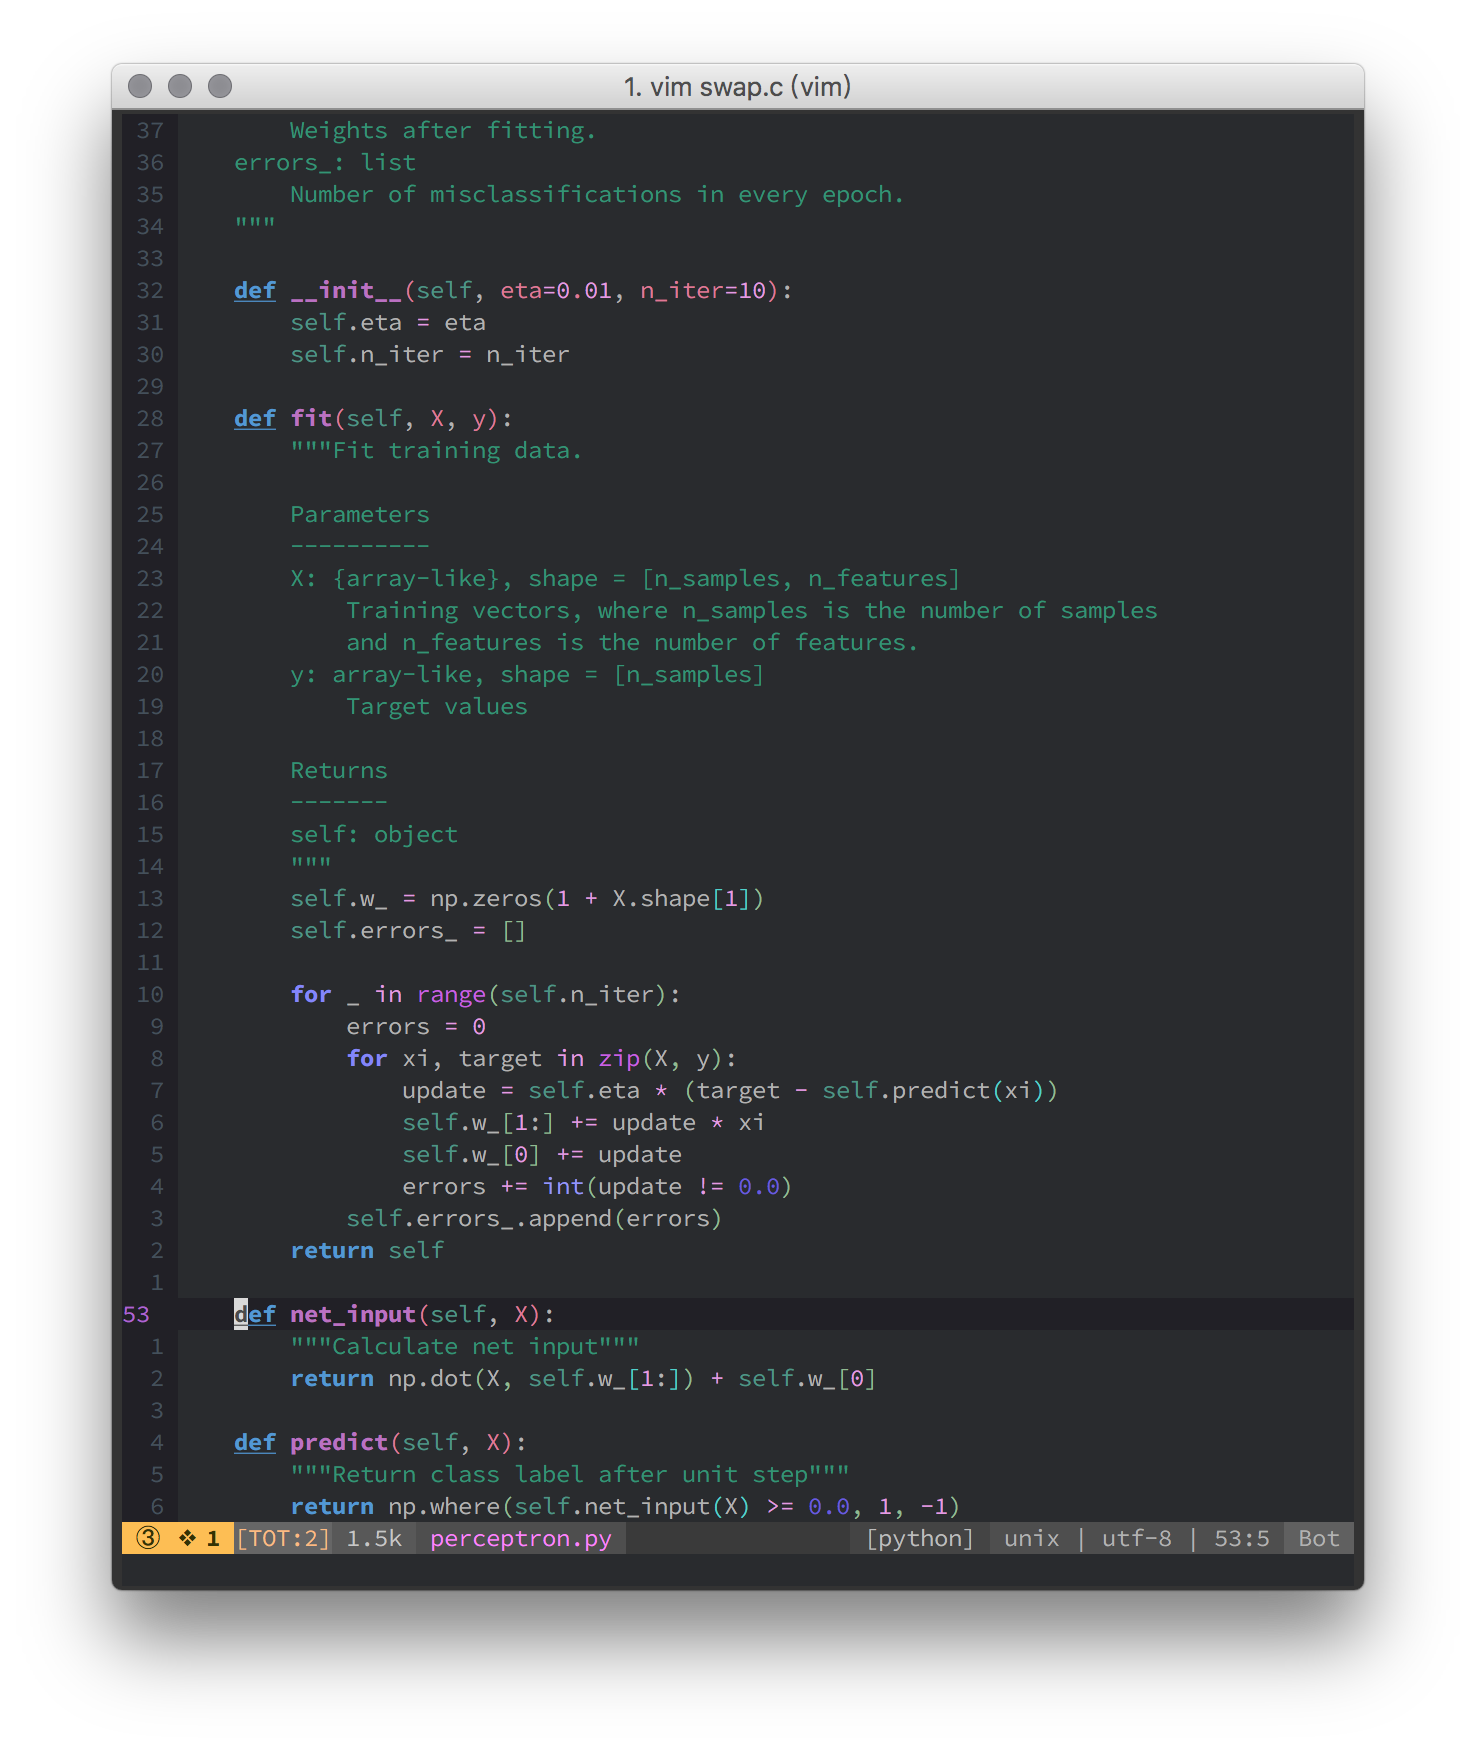 1. vim swap.c (vim)
37         Weights after fitting.
36     errors_: list
35         Number of misclassifications in every epoch.
34     """
33
32     def __init__(self, eta=0.01, n_iter=10):
31         self.eta = eta
30         self.n_iter = n_iter
29
28     def fit(self, X, y):
27         """Fit training data.
26
25         Parameters
24         ----------
23         X: {array-like}, shape = [n_samples, n_features]
22             Training vectors, where n_samples is the number of samples
21             and n_features is the number of features.
20         y: array-like, shape = [n_samples]
19             Target values
18
17         Returns
16         -------
15         self: object
14         """
13         self.w_ = np.zeros(1 + X.shape[1])
12         self.errors_ = []
11
10         for _ in range(self.n_iter):
9             errors = 0
8             for xi, target in zip(X, y):
7                 update = self.eta * (target - self.predict(xi))
6                 self.w_[1:] += update * xi
5                 self.w_[0] += update
4                 errors += int(update != 0.0)
3             self.errors_.append(errors)
2         return self
1
53     def net_input(self, X):
1         """Calculate net input"""
2         return np.dot(X, self.w_[1:]) + self.w_[0]
3
4     def predict(self, X):
5         """Return class label after unit step"""
6         return np.where(self.net_input(X) >= 0.0, 1, -1)
③ ❖ 1 [TOT:2] 1.5k perceptron.py [python] unix | utf-8 | 53:5 Bot